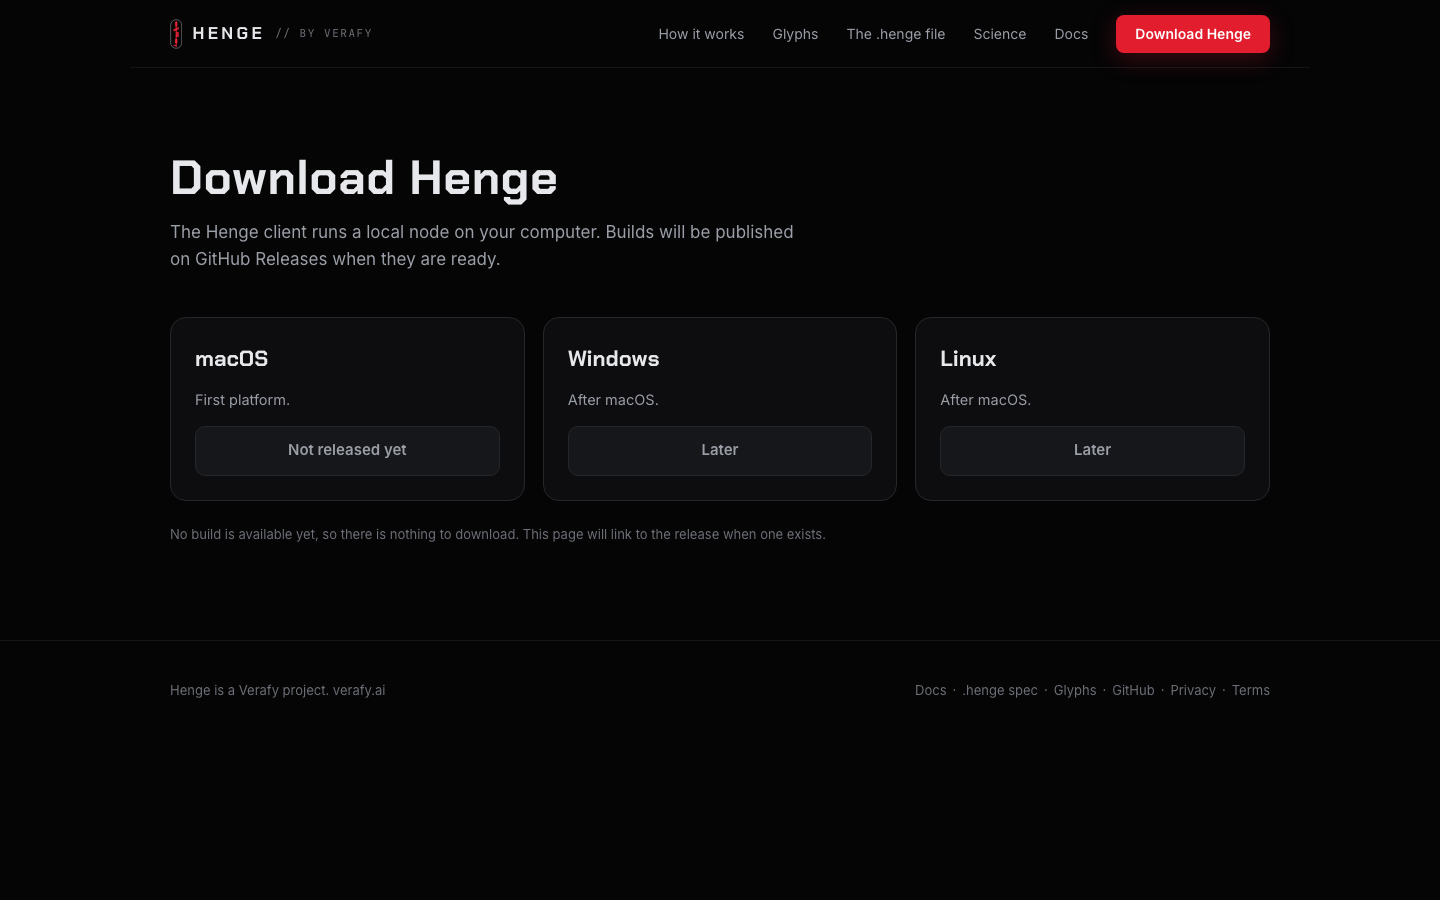 HENGE // BY VERAFY
How it works
Glyphs
The .henge file
Science
Docs
Download Henge
Download Henge
The Henge client runs a local node on your computer. Builds will be published
on GitHub Releases when they are ready.
macOS
First platform.
Not released yet
Windows
After macOS.
Later
Linux
After macOS.
Later
No build is available yet, so there is nothing to download. This page will link to the release when one exists.
Henge is a Verafy project. verafy.ai
Docs · .henge spec · Glyphs · GitHub · Privacy · Terms